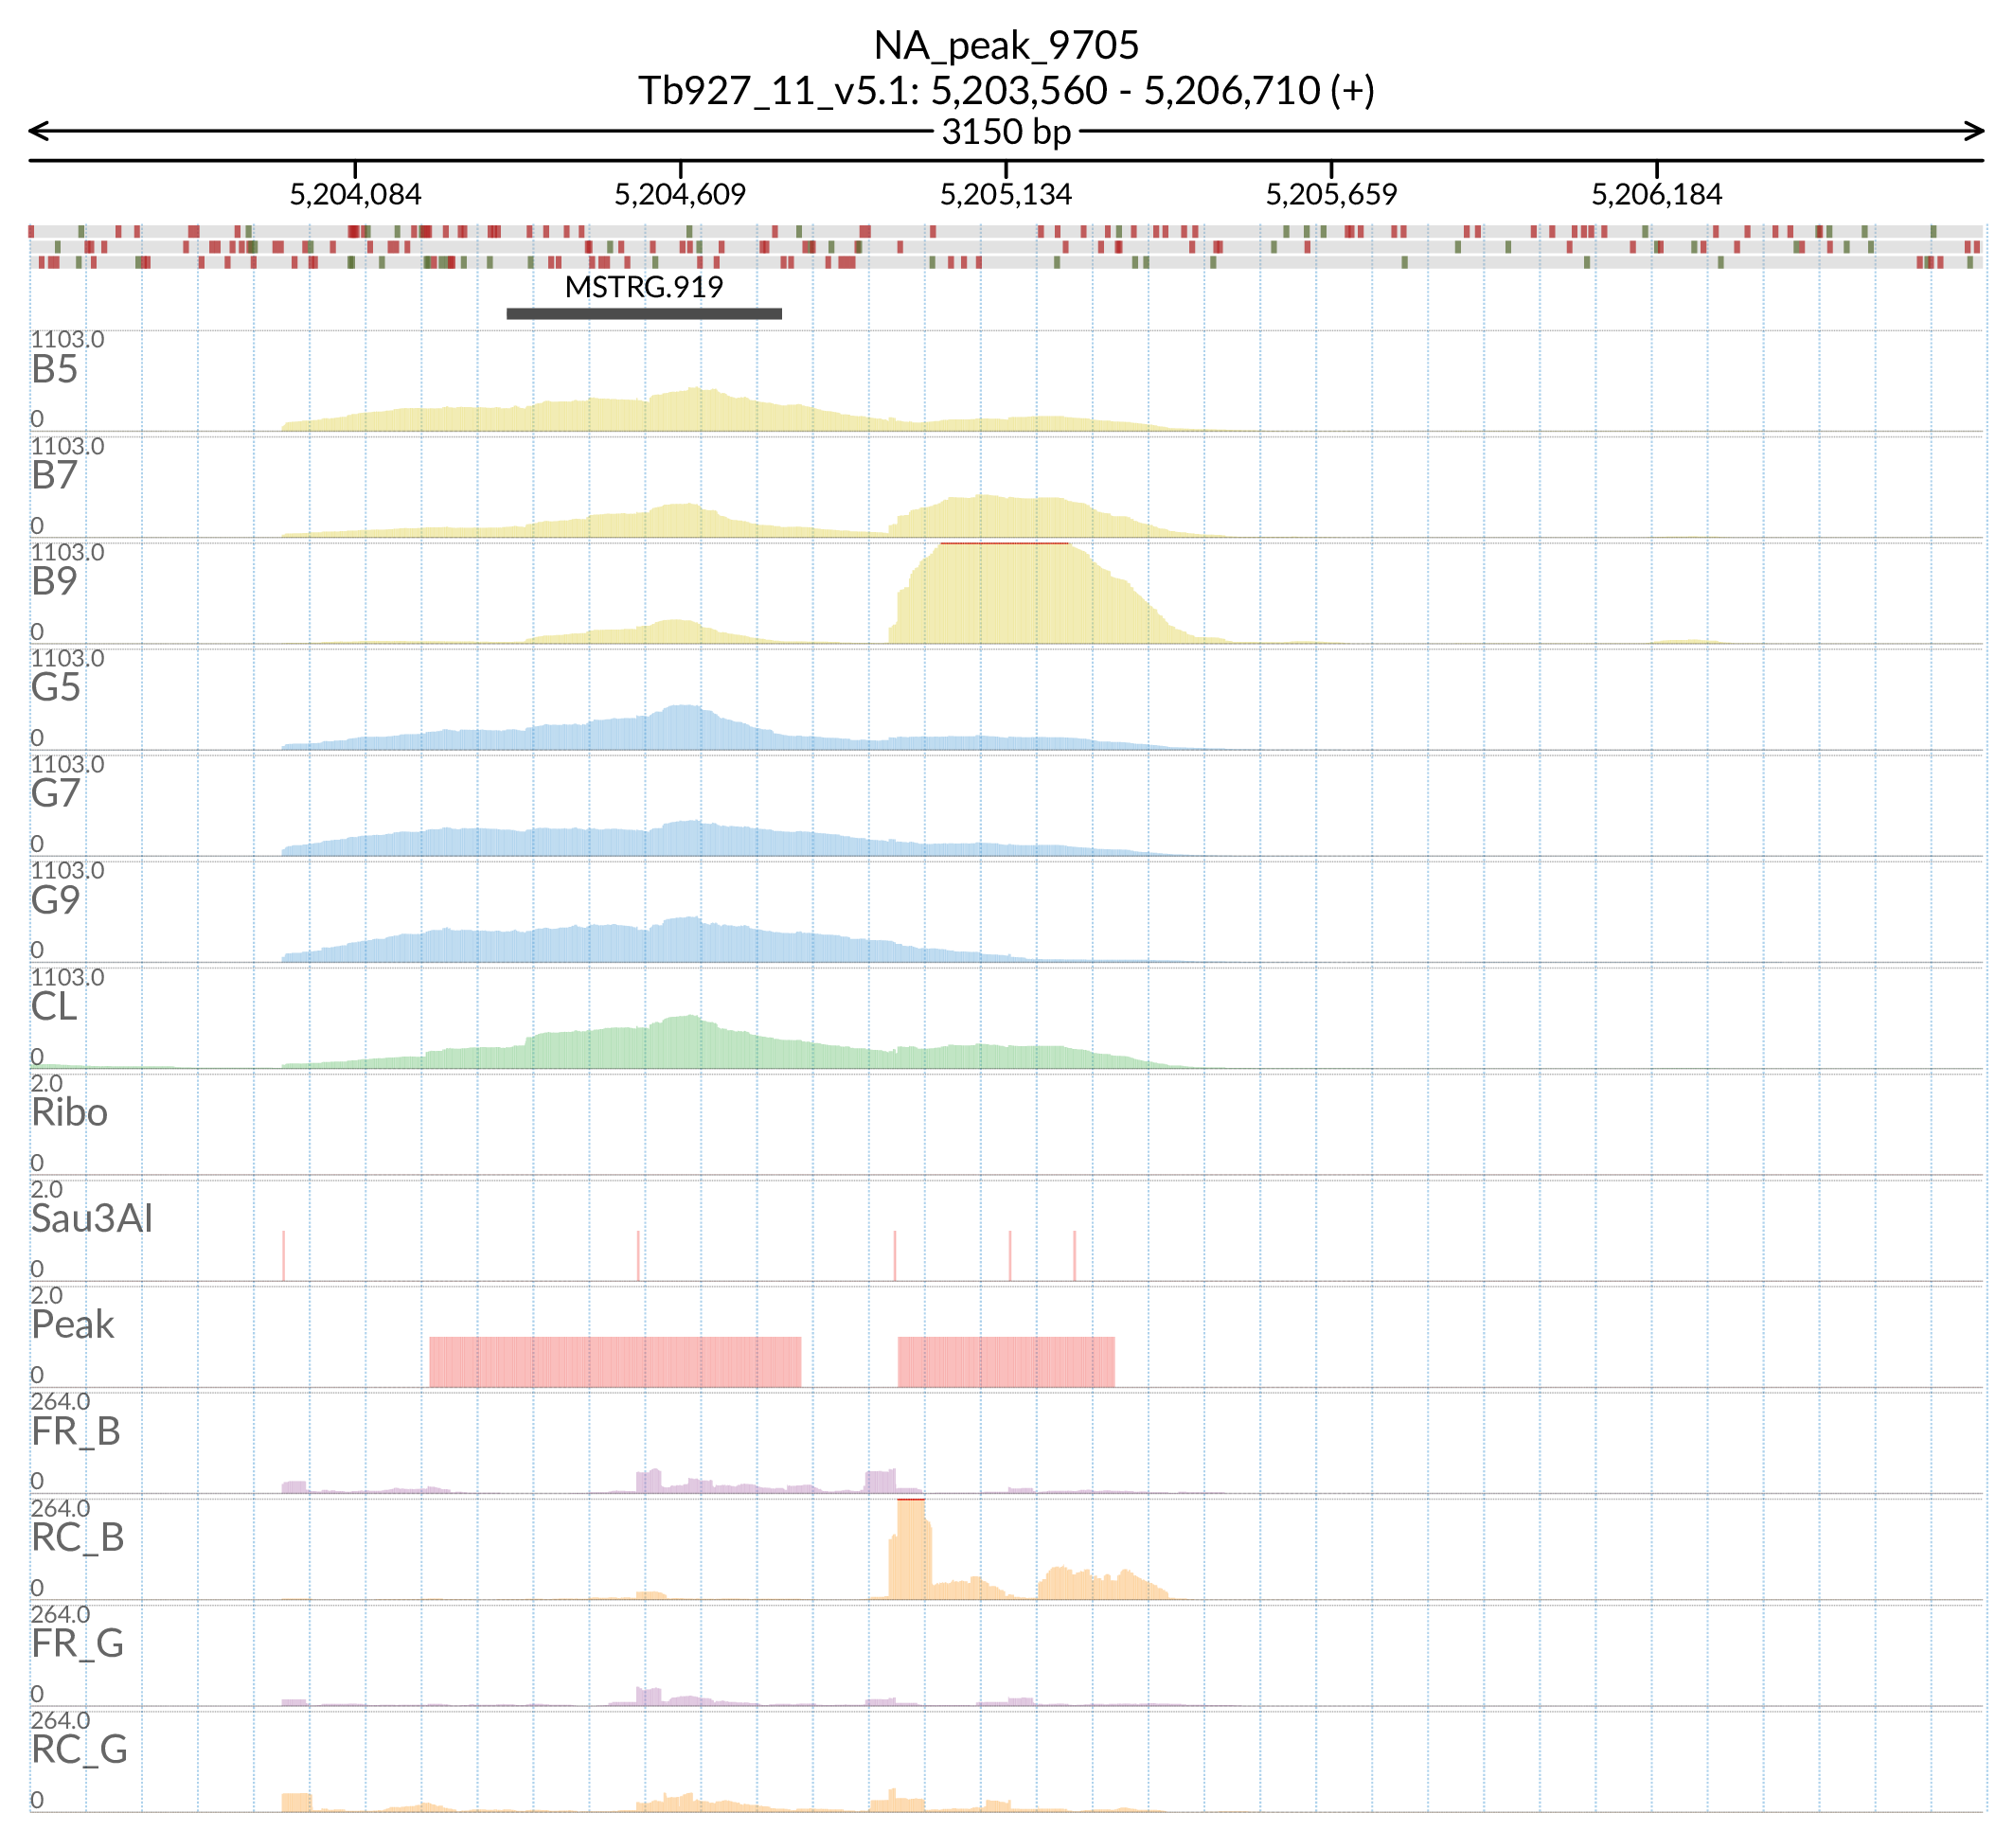 NA_peak_9705
Tb927_11_v5.1: 5,203,560 - 5,206,710 (+)
3150 bp
5,204,084 5,204,609 5,205,134 5,205,659 5,206,184
MSTRG.919
1103.0
B5
0
1103.0
B7
0
1103.0
B9
0
1103.0
G5
0
1103.0
G7
0
1103.0
G9
0
1103.0
CL
0
2.0
Ribo
0
2.0
Sau3AI
0
2.0
Peak
0
264.0
FR_B
0
264.0
RC_B
0
264.0
FR_G
0
264.0
RC_G
0